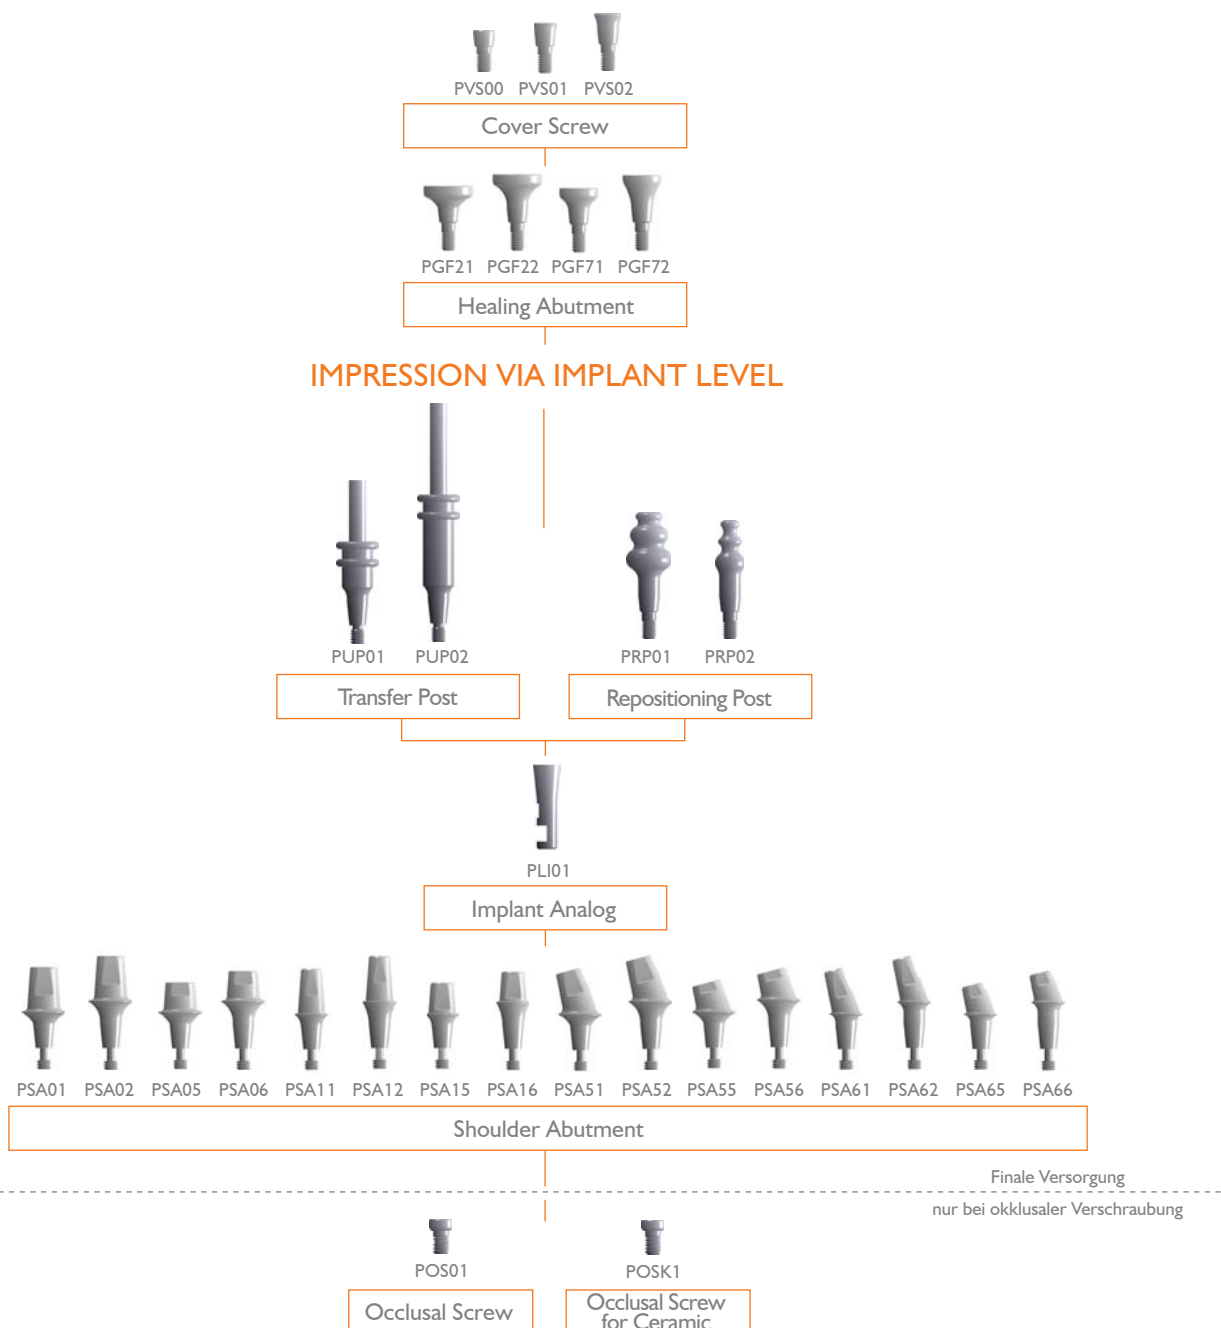 PVS00 PVS01 PVS02
Cover Screw
PGF21 PGF22 PGF71 PGF72
Healing Abutment
IMPRESSION VIA IMPLANT LEVEL
PUP01 PUP02 PRP01 PRP02
Transfer Post Repositioning Post
PLI01
Implant Analog
PSA01 PSA02 PSA05 PSA06 PSA11 PSA12 PSA15 PSA16 PSA51 PSA52 PSA55 PSA56 PSA61 PSA62 PSA65 PSA66
Shoulder Abutment
Finale Versorgung
nur bei okklusaler Verschraubung
POS01 POSK1
Occlusal Screw
Occlusal Screw
for Ceramic